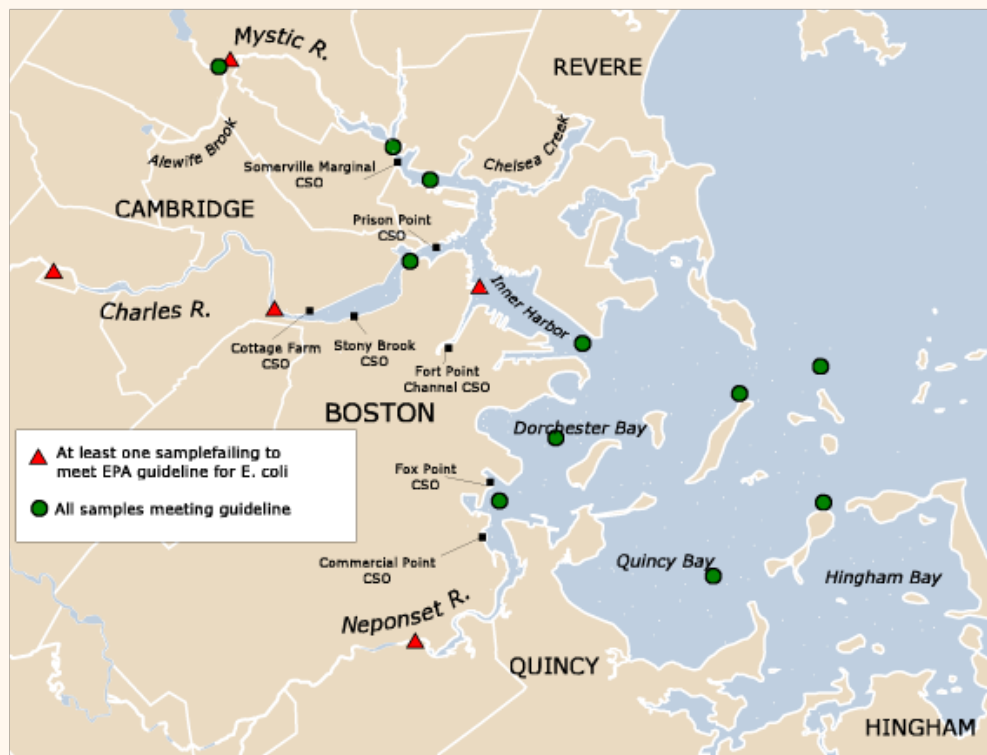 Mystic R.
REVERE
Alewife Brook
Somerville Marginal
CSO
Chelsea Creek
CAMBRIDGE
Prison Point
CSO
Charles R.
Inner Harbor
Cottage Farm
CSO
Stony Brook
CSO
Fort Point
Channel CSO
BOSTON
Dorchester Bay
At least one samplefailing to
meet EPA guideline for E. coli
All samples meeting guideline
Fox Point
CSO
Commercial Point
CSO
Quincy Bay
Hingham Bay
Neponset R.
QUINCY
HINGHAM